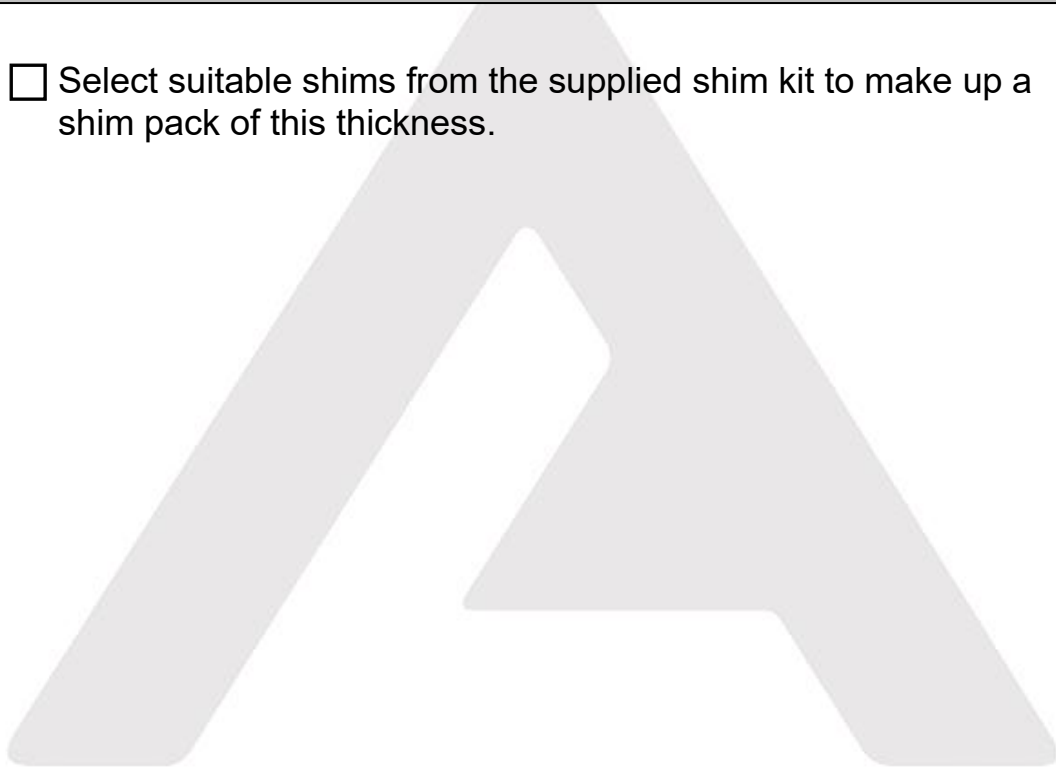 Select suitable shims from the supplied shim kit to make up a
shim pack of this thickness.